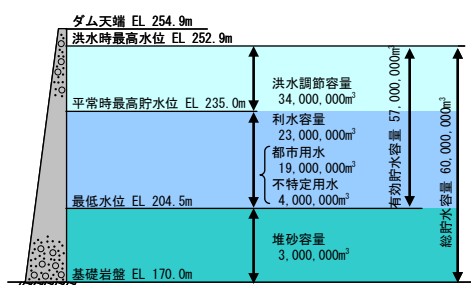 ダム天端 EL 254.9m
洪水時最高水位 EL 252.9m
洪水調節容量
34,000,000m³
平常時最高貯水位 EL 235.0m
利水容量
23,000,000m³
都市用水
19,000,000m³
不特定用水
4,000,000m³
最低水位 EL 204.5m
堆砂容量
3,000,000m³
基礎岩盤 EL 170.0m
有効貯水容量 57,000,000m³
総貯水容量 60,000,000m³